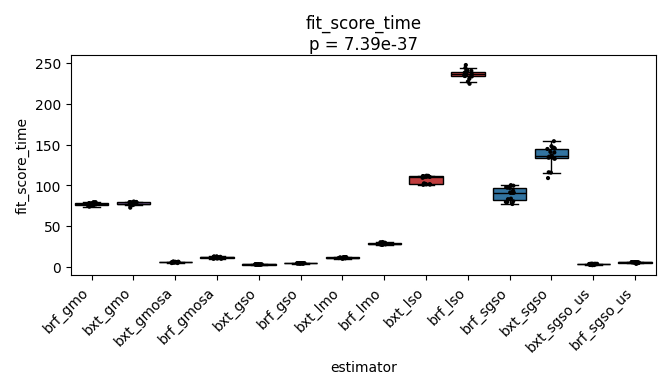 fit_score_time
p = 7.39e-37
fit_score_time
250
200
150
100
50
0
brf_gmo
bxt_gmo
bxt_gmosa
brf_gmosa
bxt_gso
brf_gso
bxt_lmo
brf_lmo
bxt_lso
brf_lso
brf_sgso
bxt_sgso
bxt_sgso_us
brf_sgso_us
estimator